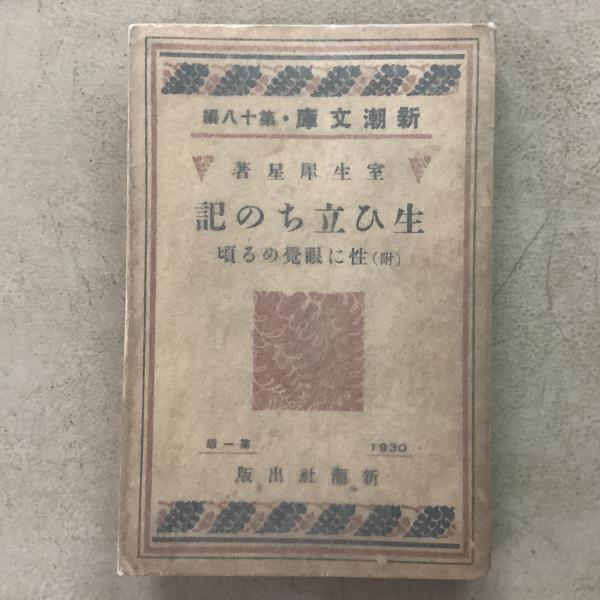 新潮文庫・第十八編
室生犀星著
生ひ立ちの記
(附)性に眼覺める頃
1930 第一版
新潮社出版